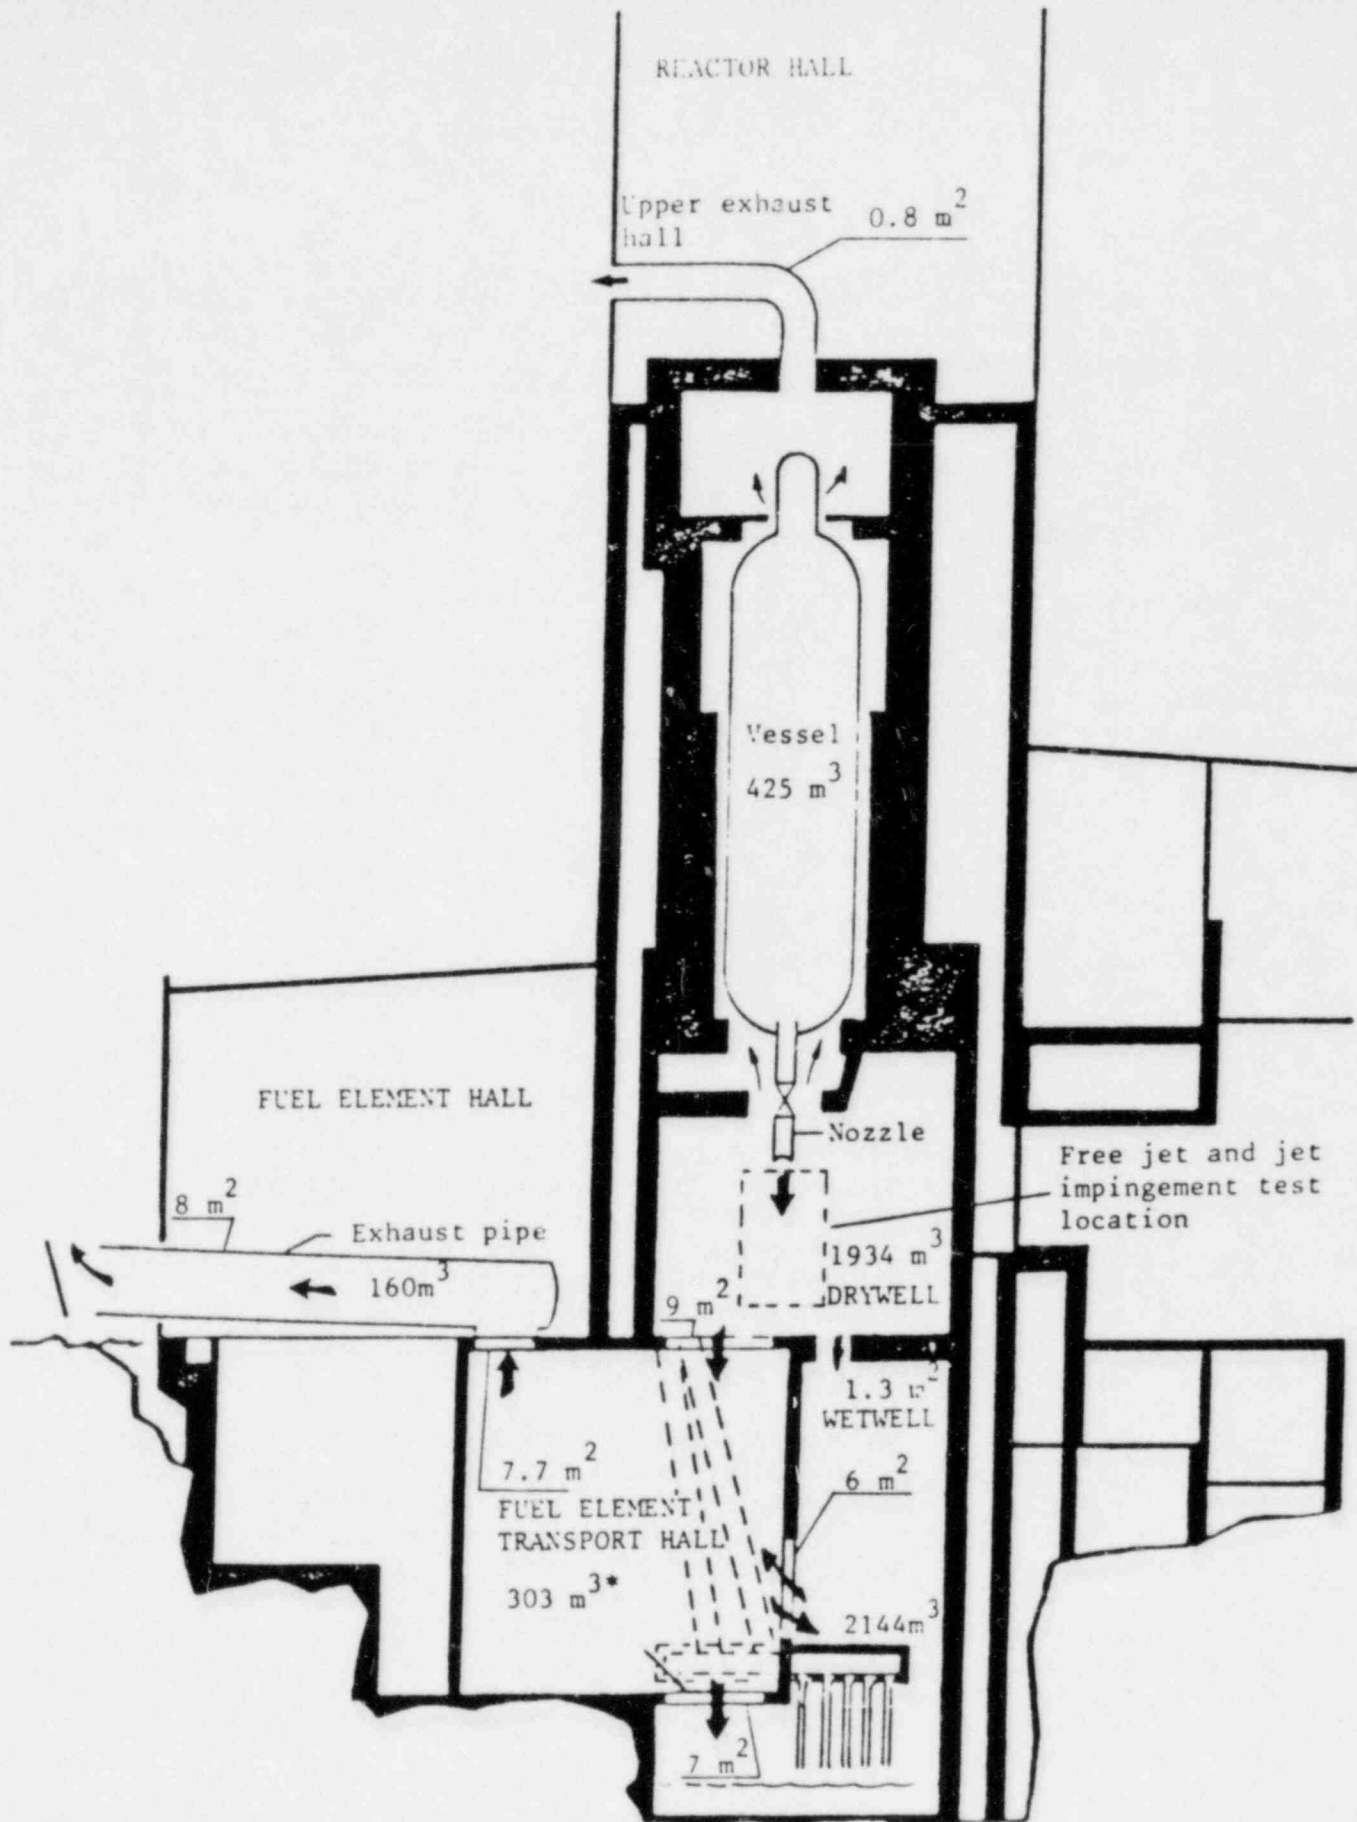 REACTOR HALL
Upper exhaust
hall
0.8 m²
Vessel
425 m³
FUEL ELEMENT HALL
Nozzle
Free jet and jet
impingement test
location
8 m²
Exhaust pipe
160m³
1934 m³
DRYWELL
9 m²
1.3 m²
WETWELL
7.7 m²
6 m²
FUEL ELEMENT
TRANSPORT HALL
303 m³*
2144m³
7 m²